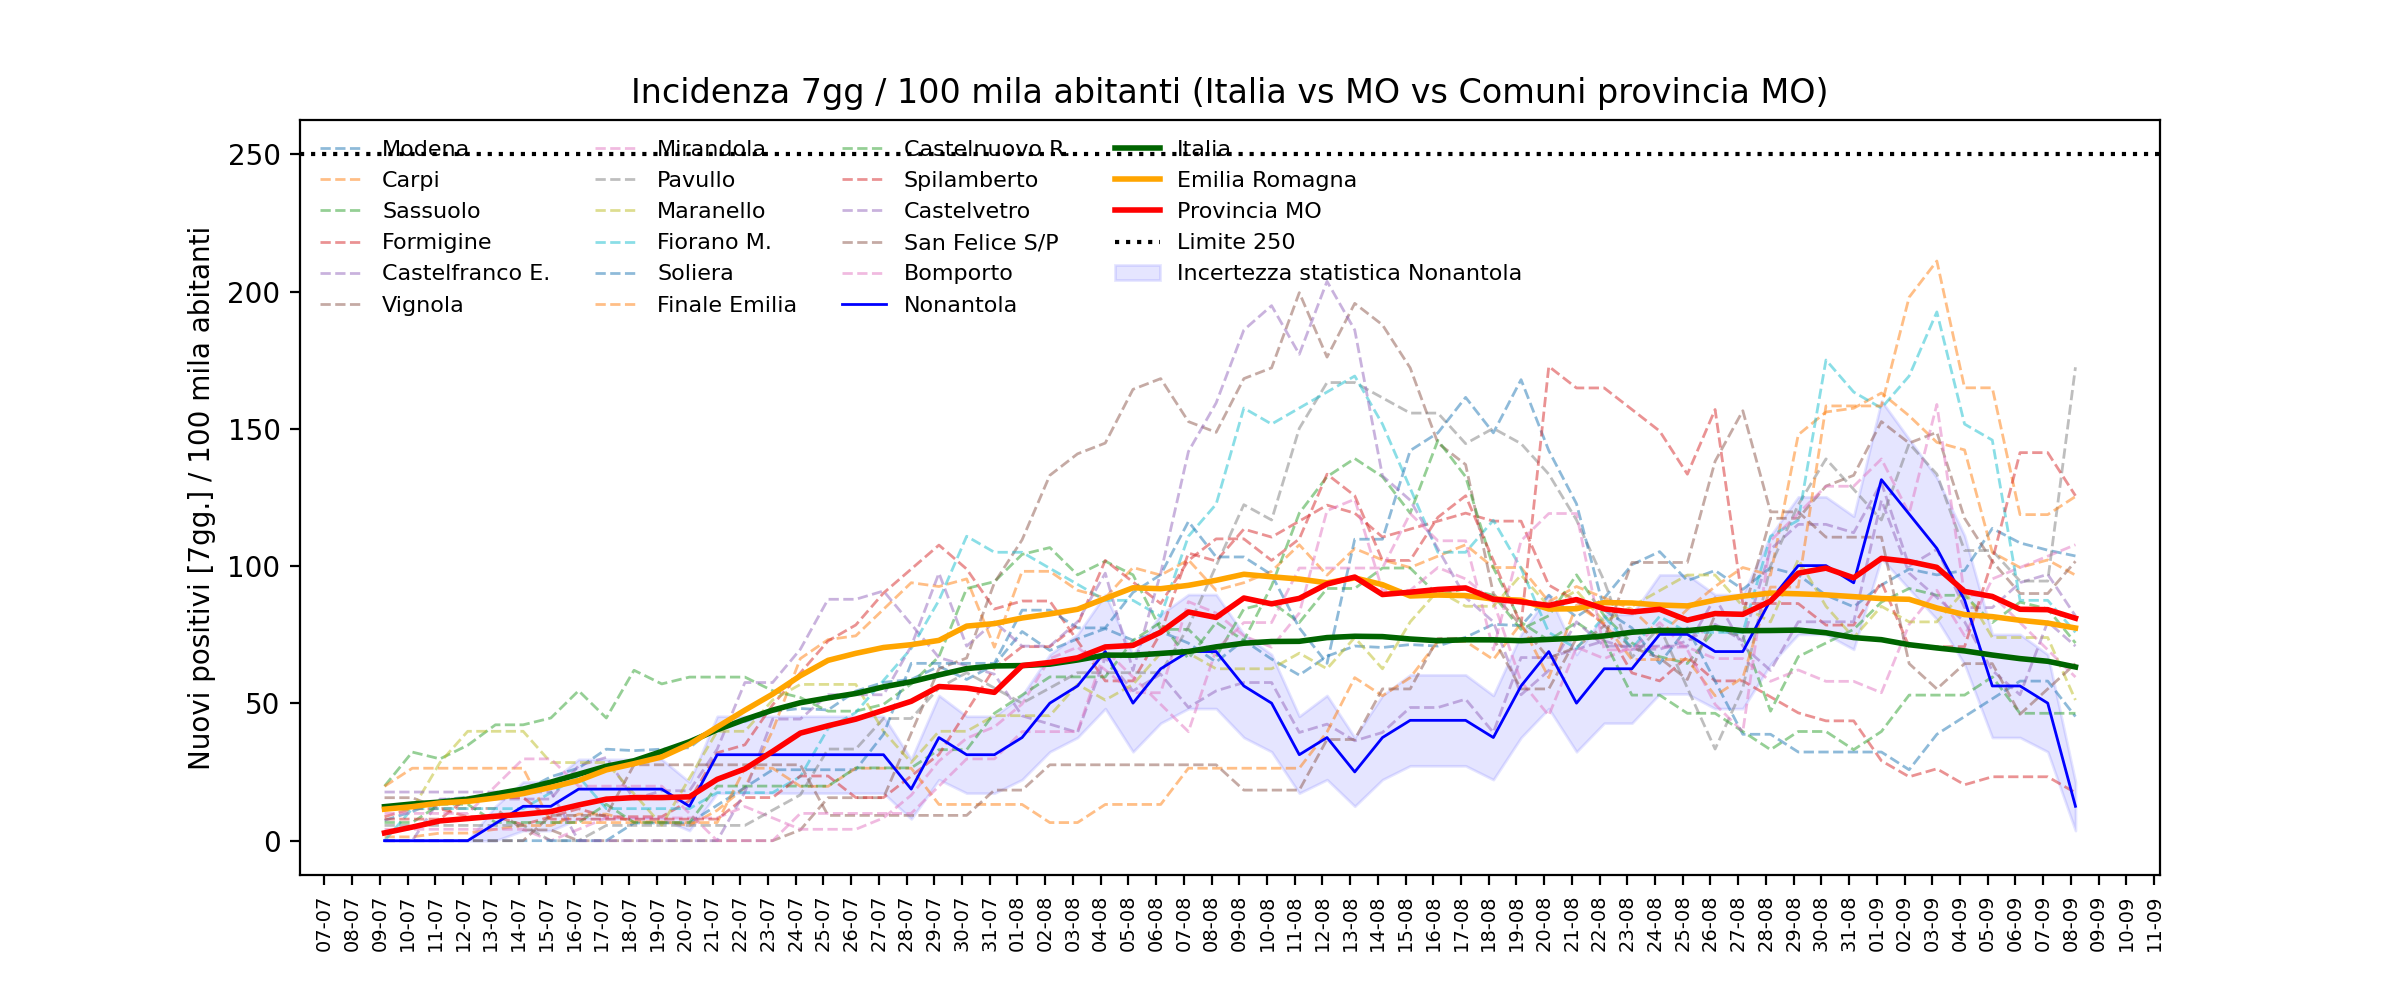 Incidenza 7gg / 100 mila abitanti (Italia vs MO vs Comuni provincia MO)
Nuovi positivi [7gg.] / 100 mila abitanti
250
200
150
100
50
0
Modena
Carpi
Sassuolo
Formigine
Castelfranco E.
Vignola
Mirandola
Pavullo
Maranello
Fiorano M.
Soliera
Finale Emilia
Castelnuovo R.
Spilamberto
Castelvetro
San Felice S/P
Bomporto
Nonantola
Italia
Emilia Romagna
Provincia MO
Limite 250
Incertezza statistica Nonantola
07-07
08-07
09-07
10-07
11-07
12-07
13-07
14-07
15-07
16-07
17-07
18-07
19-07
20-07
21-07
22-07
23-07
24-07
25-07
26-07
27-07
28-07
29-07
30-07
31-07
01-08
02-08
03-08
04-08
05-08
06-08
07-08
08-08
09-08
10-08
11-08
12-08
13-08
14-08
15-08
16-08
17-08
18-08
19-08
20-08
21-08
22-08
23-08
24-08
25-08
26-08
27-08
28-08
29-08
30-08
31-08
01-09
02-09
03-09
04-09
05-09
06-09
07-09
08-09
09-09
10-09
11-09